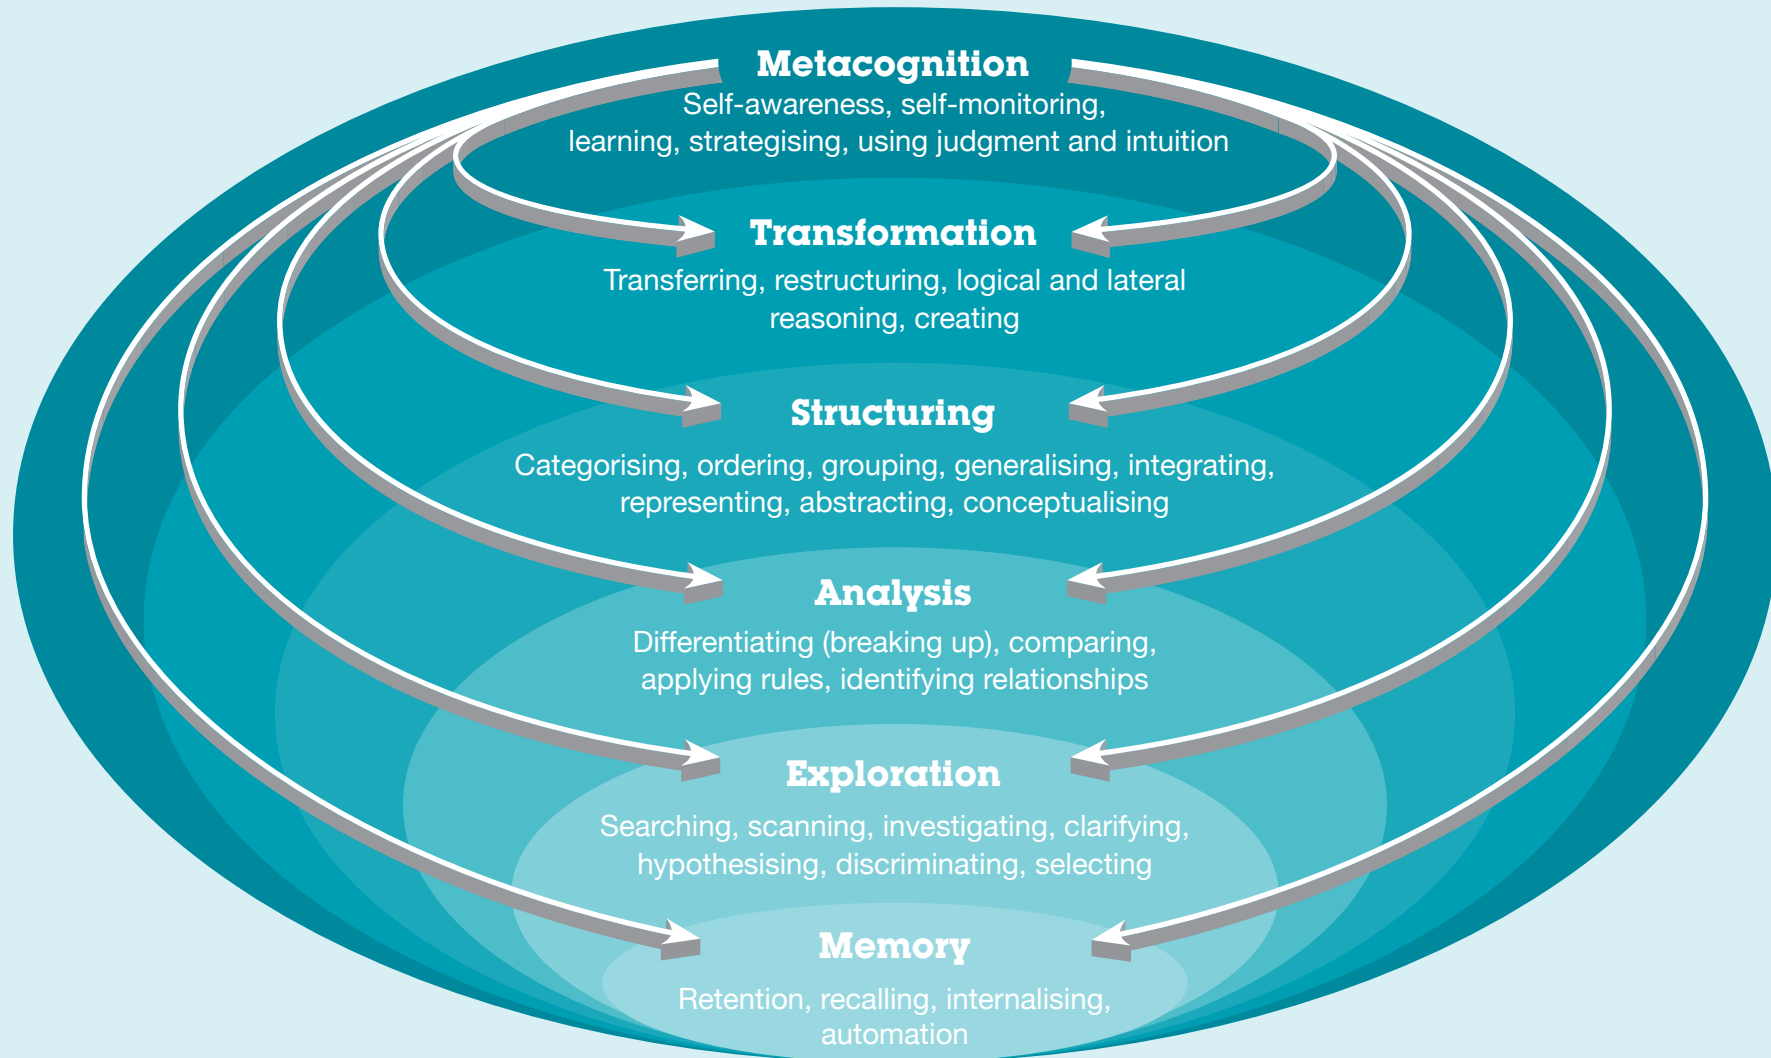 Metacognition
Self-awareness, self-monitoring,
learning, strategising, using judgment and intuition
Transformation
Transferring, restructuring, logical and lateral
reasoning, creating
Structuring
Categorising, ordering, grouping, generalising, integrating,
representing, abstracting, conceptualising
Analysis
Differentiating (breaking up), comparing,
applying rules, identifying relationships
Exploration
Searching, scanning, investigating, clarifying,
hypothesising, discriminating, selecting
Memory
Retention, recalling, internalising,
automation